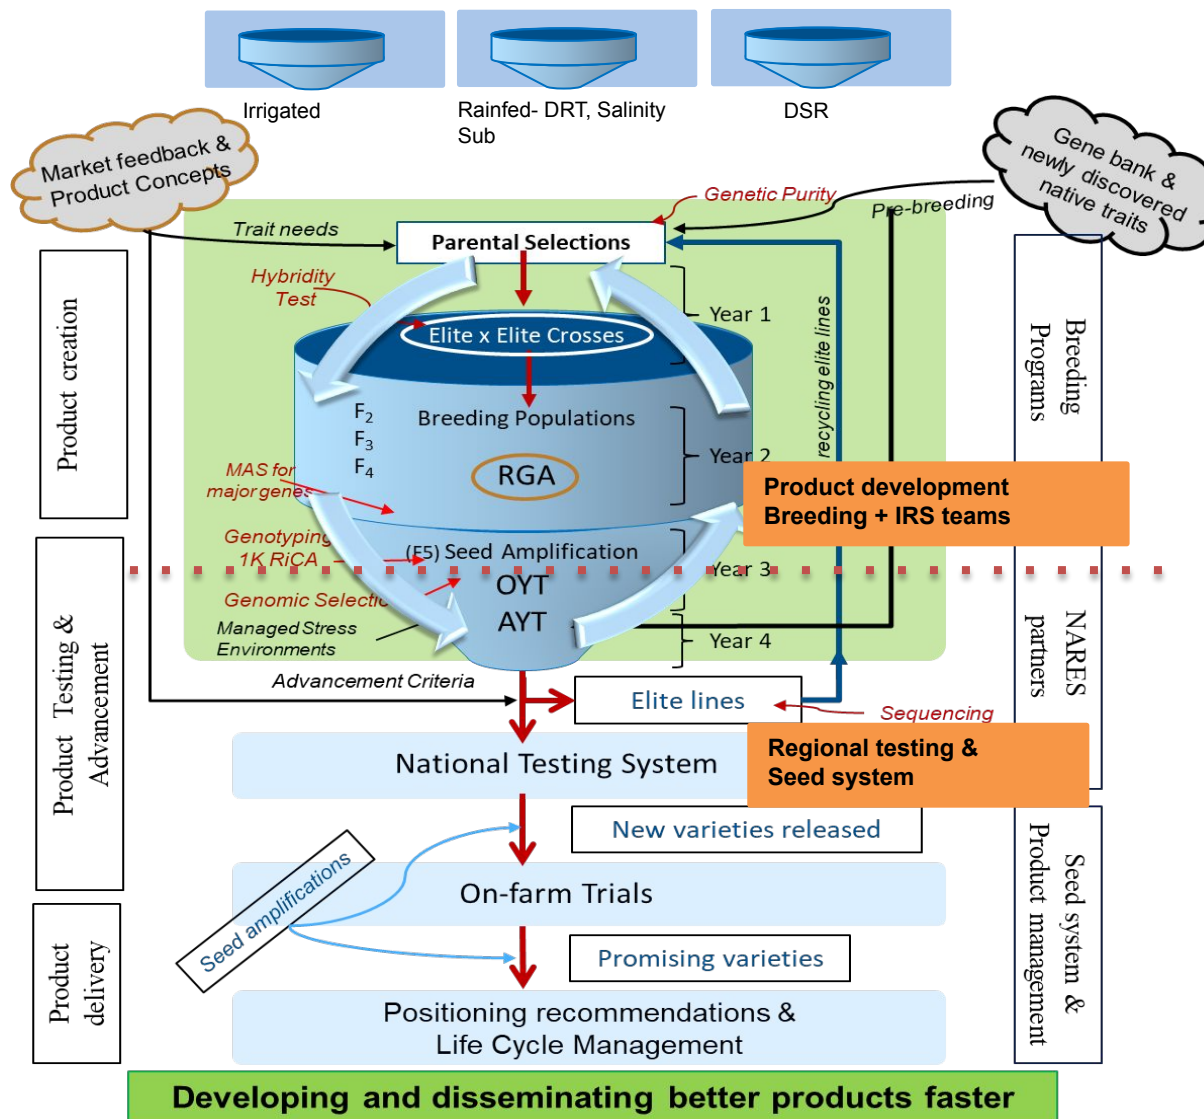 Irrigated
Rainfed- DRT, Salinity
Sub
DSR
Market feedback &
Product Concepts
Gene bank &
newly discovered
native traits
Genetic Purity
Pre-breeding
Trait needs
Parental Selections
Hybridity
Test
Year 1
Elite x Elite Crosses
recycling elite lines
Product creation
Breeding
Programs
F2
F3
F4
Breeding Populations
Year 2
RGA
MAS for
major genes
Product development
Breeding + IRS teams
Genotyping
1K RiCA
(F5) Seed Amplification
Year 3
OYT
Genomic Selection
AYT
Managed Stress
Environments
Year 4
NARES
partners
Product Testing &
Advancement
Advancement Criteria
Elite lines
Sequencing
National Testing System
Regional testing &
Seed system
New varieties released
Seed amplifications
On-farm Trials
Seed system &
Product management
Product
delivery
Promising varieties
Positioning recommendations &
Life Cycle Management
Developing and disseminating better products faster